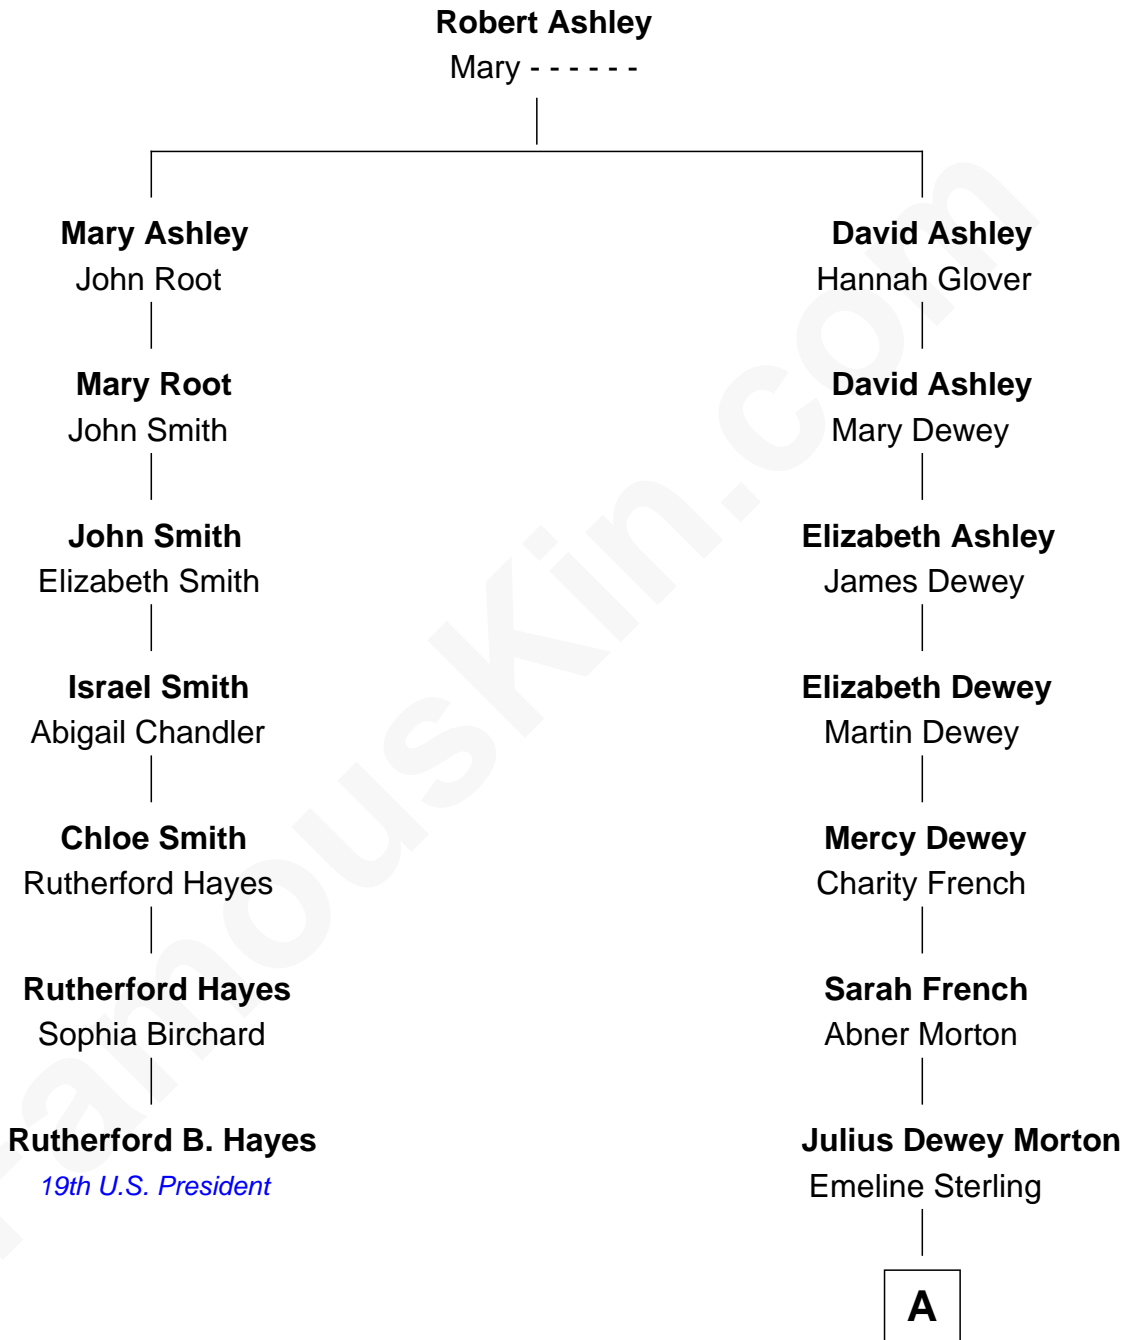 Robert Ashley
Mary - - - - - -
Mary Ashley
John Root
David Ashley
Hannah Glover
Mary Root
John Smith
David Ashley
Mary Dewey
John Smith
Elizabeth Smith
Elizabeth Ashley
James Dewey
Israel Smith
Abigail Chandler
Elizabeth Dewey
Martin Dewey
Chloe Smith
Rutherford Hayes
Mercy Dewey
Charity French
Rutherford Hayes
Sophia Birchard
Sarah French
Abner Morton
Rutherford B. Hayes
19th U.S. President
Julius Dewey Morton
Emeline Sterling
A
FamousKin.com